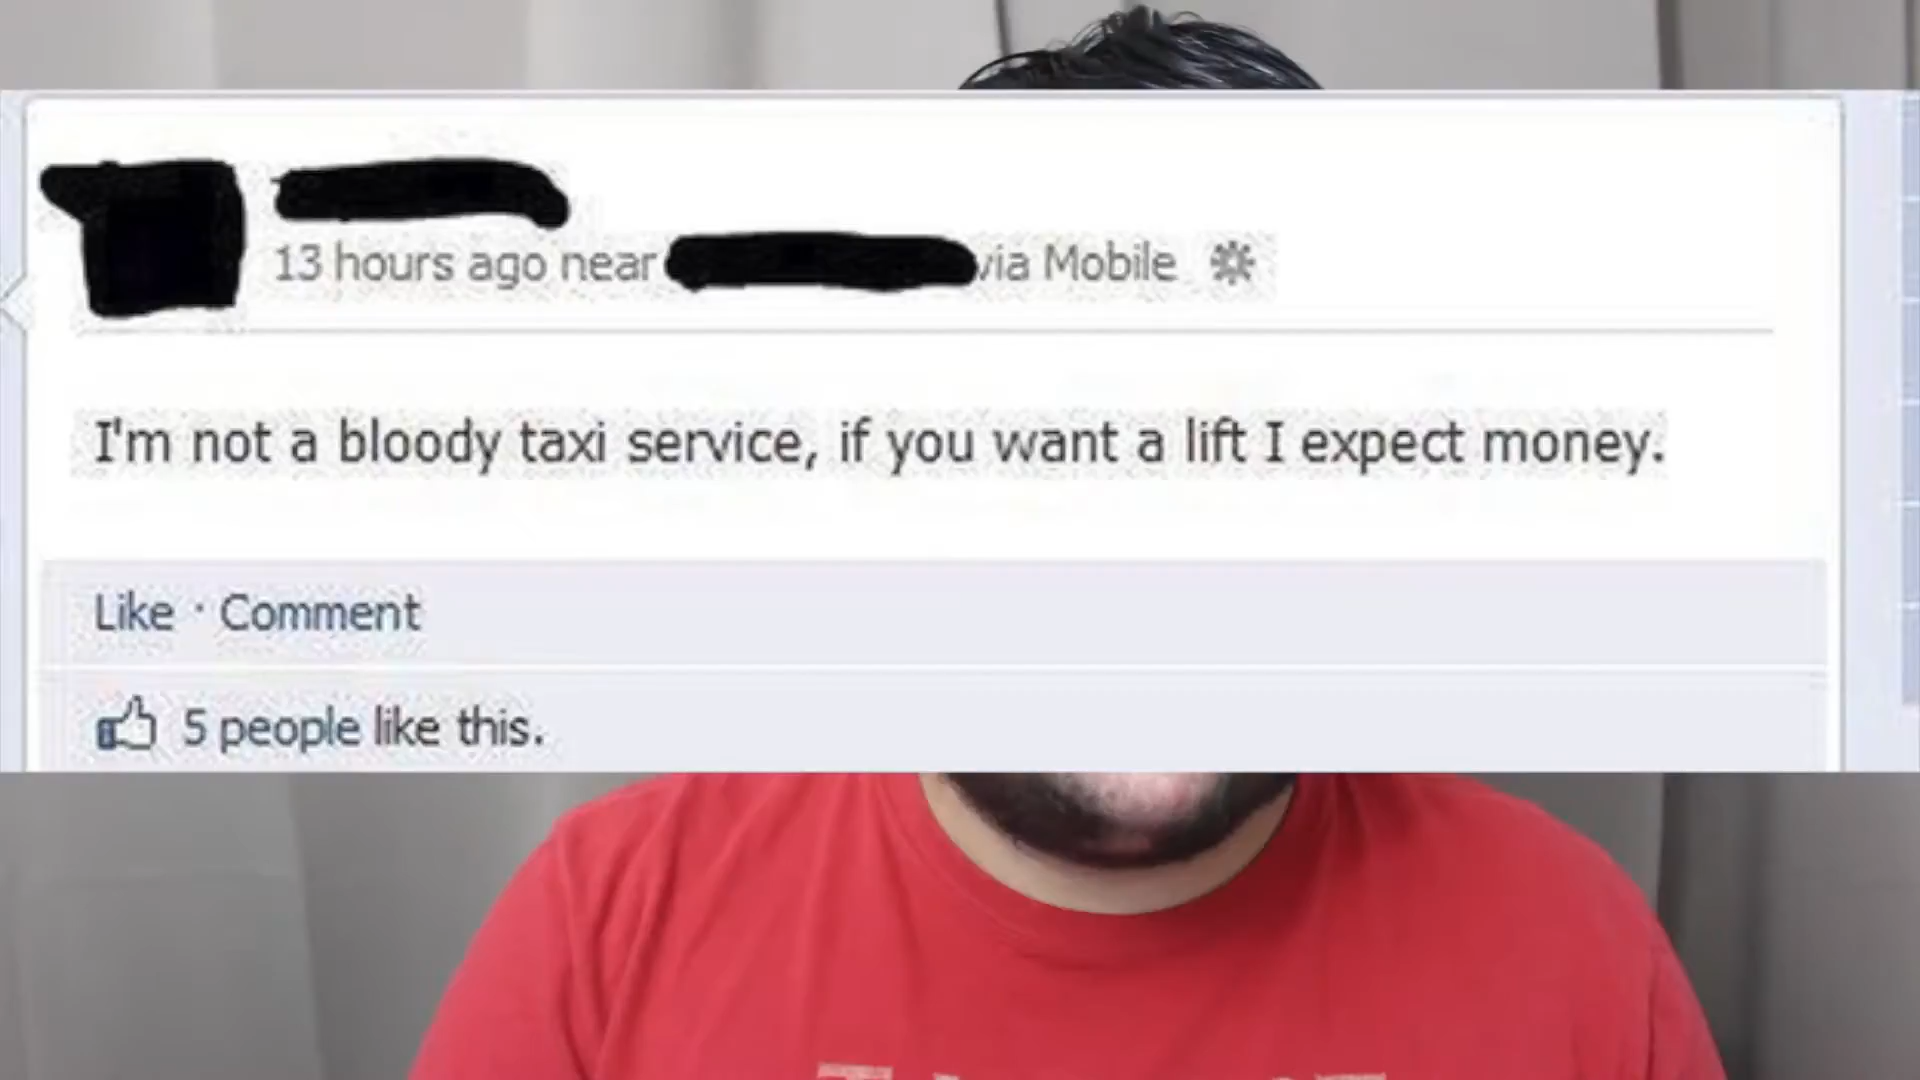 13 hours ago near via Mobile
I'm not a bloody taxi service, if you want a lift I expect money.
Like · Comment
5 people like this.